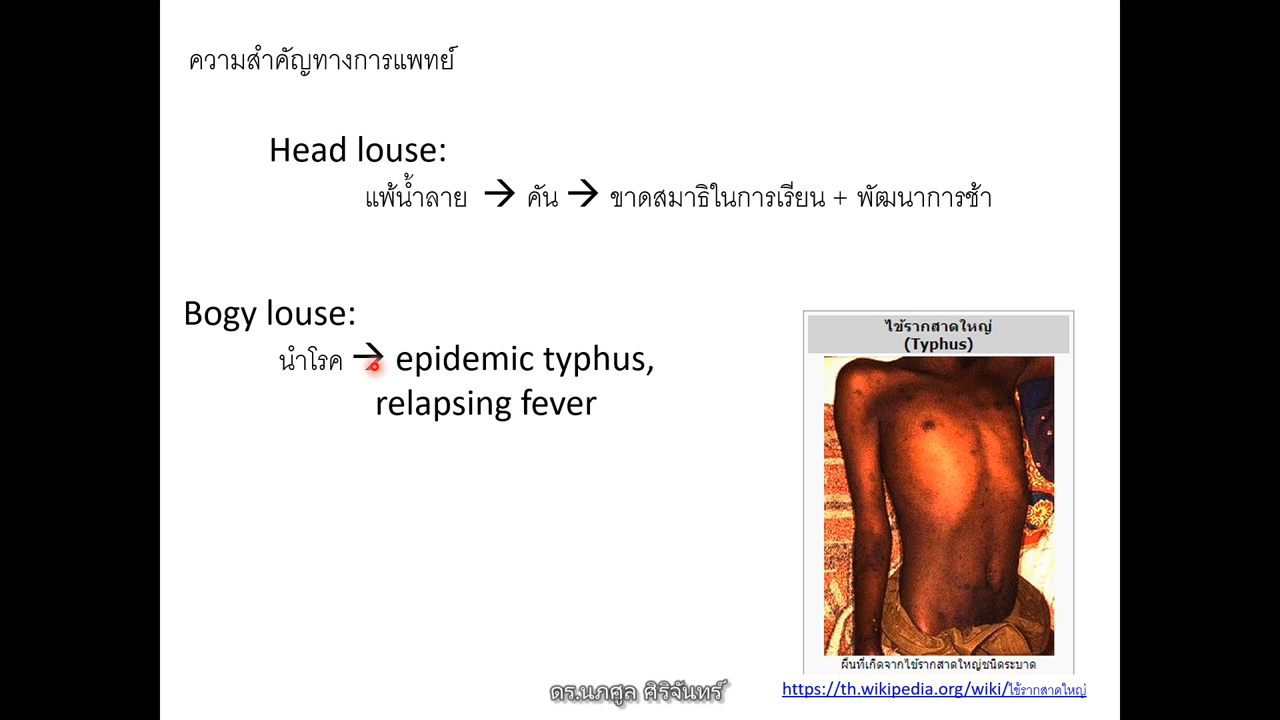 ความสำคัญทางการแพทย์
Head louse:
แพ้น้ำลาย → คัน → ขาดสมาธิในการเรียน + พัฒนาการช้า
Bogy louse:
นำโรค → epidemic typhus,
relapsing fever
ไข้รากสาดใหญ่
(Typhus)
ผื่นที่เกิดจากไข้รากสาดใหญ่ชนิดระบาด
https://th.wikipedia.org/wiki/ไข้รากสาดใหญ่
ดร.นภศูล ศิริจันทร์